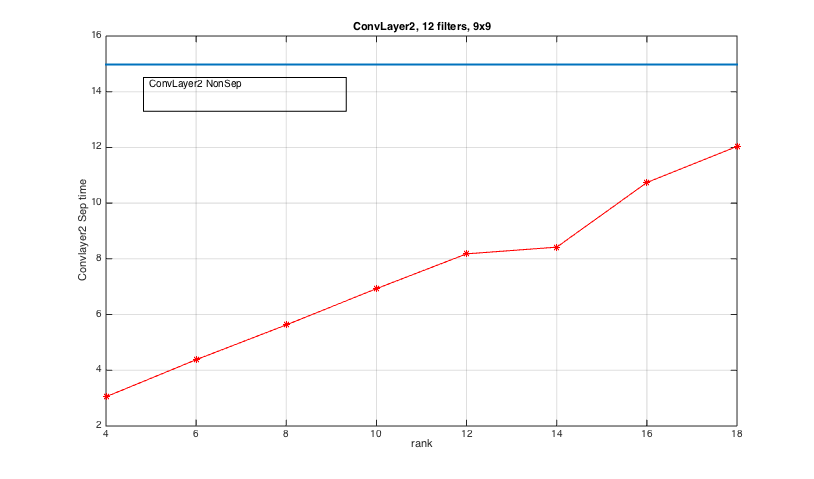 ConvLayer2, 12 filters, 9x9
16
14
12
10
8
6
4
2
Convlayer2 Sep time
ConvLayer2 NonSep
4 6 8 10 12 14 16 18
rank